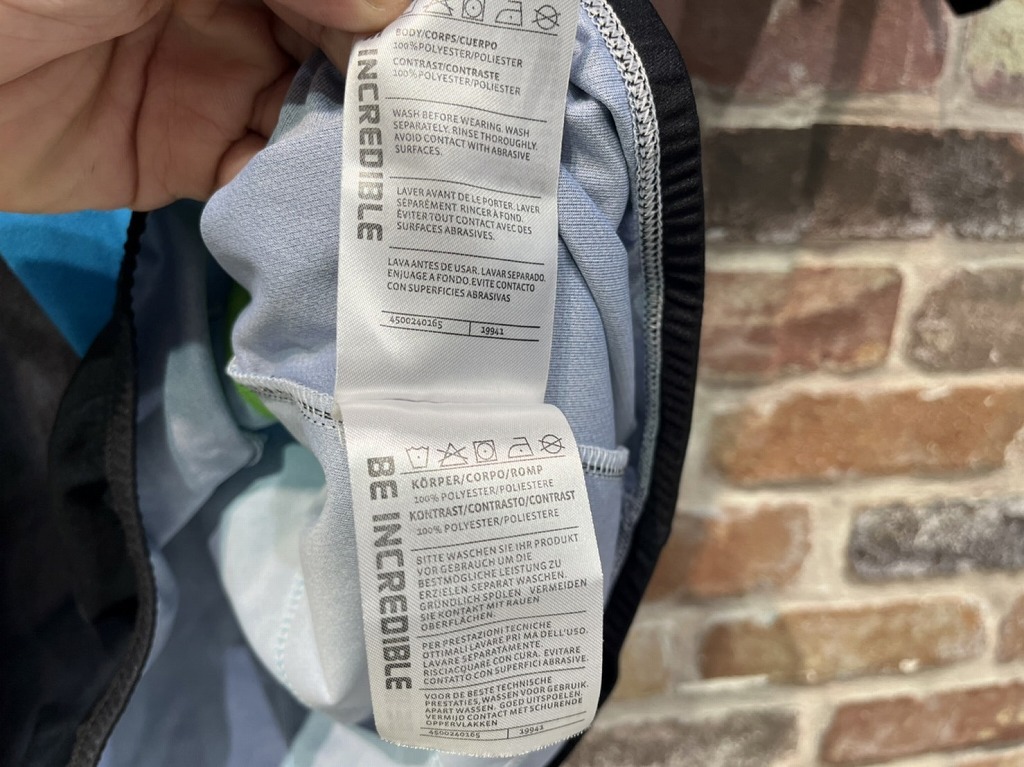 INCREDIBLE
BODY/CORPS/CUERPO
100%POLYESTER/POLIESTER
CONTRAST/CONTRASTE
100%POLYESTER/POLIESTER
WASH BEFORE WEARING. WASH
SEPARATELY. RINSE THOROUGHLY.
AVOID CONTACT WITH ABRASIVE
SURFACES.
LAVER AVANT DE LE PORTER. LAVER
SÉPARÉMENT. RINCER À FOND.
ÉVITER TOUT CONTACT AVEC DES
SURFACES ABRASIVES.
LAVA ANTES DE USAR. LAVAR SEPARADO.
ENJUAGE A FONDO. EVITE CONTACTO
CON SUPERFICIES ABRASIVAS
4500240165 19941
BE INCREDIBLE
KÖRPER/CORPO/ROMP
100% POLYESTER/POLIESTERE
KONTRAST/CONTRASTO/CONTRAST
100% POLYESTER/POLIESTERE
BITTE WASCHEN SIE IHR PRODUKT
VOR GEBRAUCH UM DIE
BESTMÖGLICHE LEISTUNG ZU
ERZIELEN SEPARAT WASCHEN.
GRÜNDLICH SPÜLEN VERMEIDEN
SIE KONTAKT MIT RAUEN
OBERFLÄCHEN.
PER PRESTAZIONI TECNICHE
OTTIMALI LAVARE PRI MA DELL'USO.
LAVARE SEPARATAMENTE.
RISCIACQUARE CON CURA. EVITARE
CONTATTO CON SUPERFICI ABRASIVE.
VOOR DE BESTE TECHNISCHE
PRESTATIES, WASSEN VOOR GEBRUIK.
APART WASSEN. GOED UITSPOELEN.
VERMIJD CONTACT MET SCHURENDE
OPPERVLAKKEN
4500240165 19941